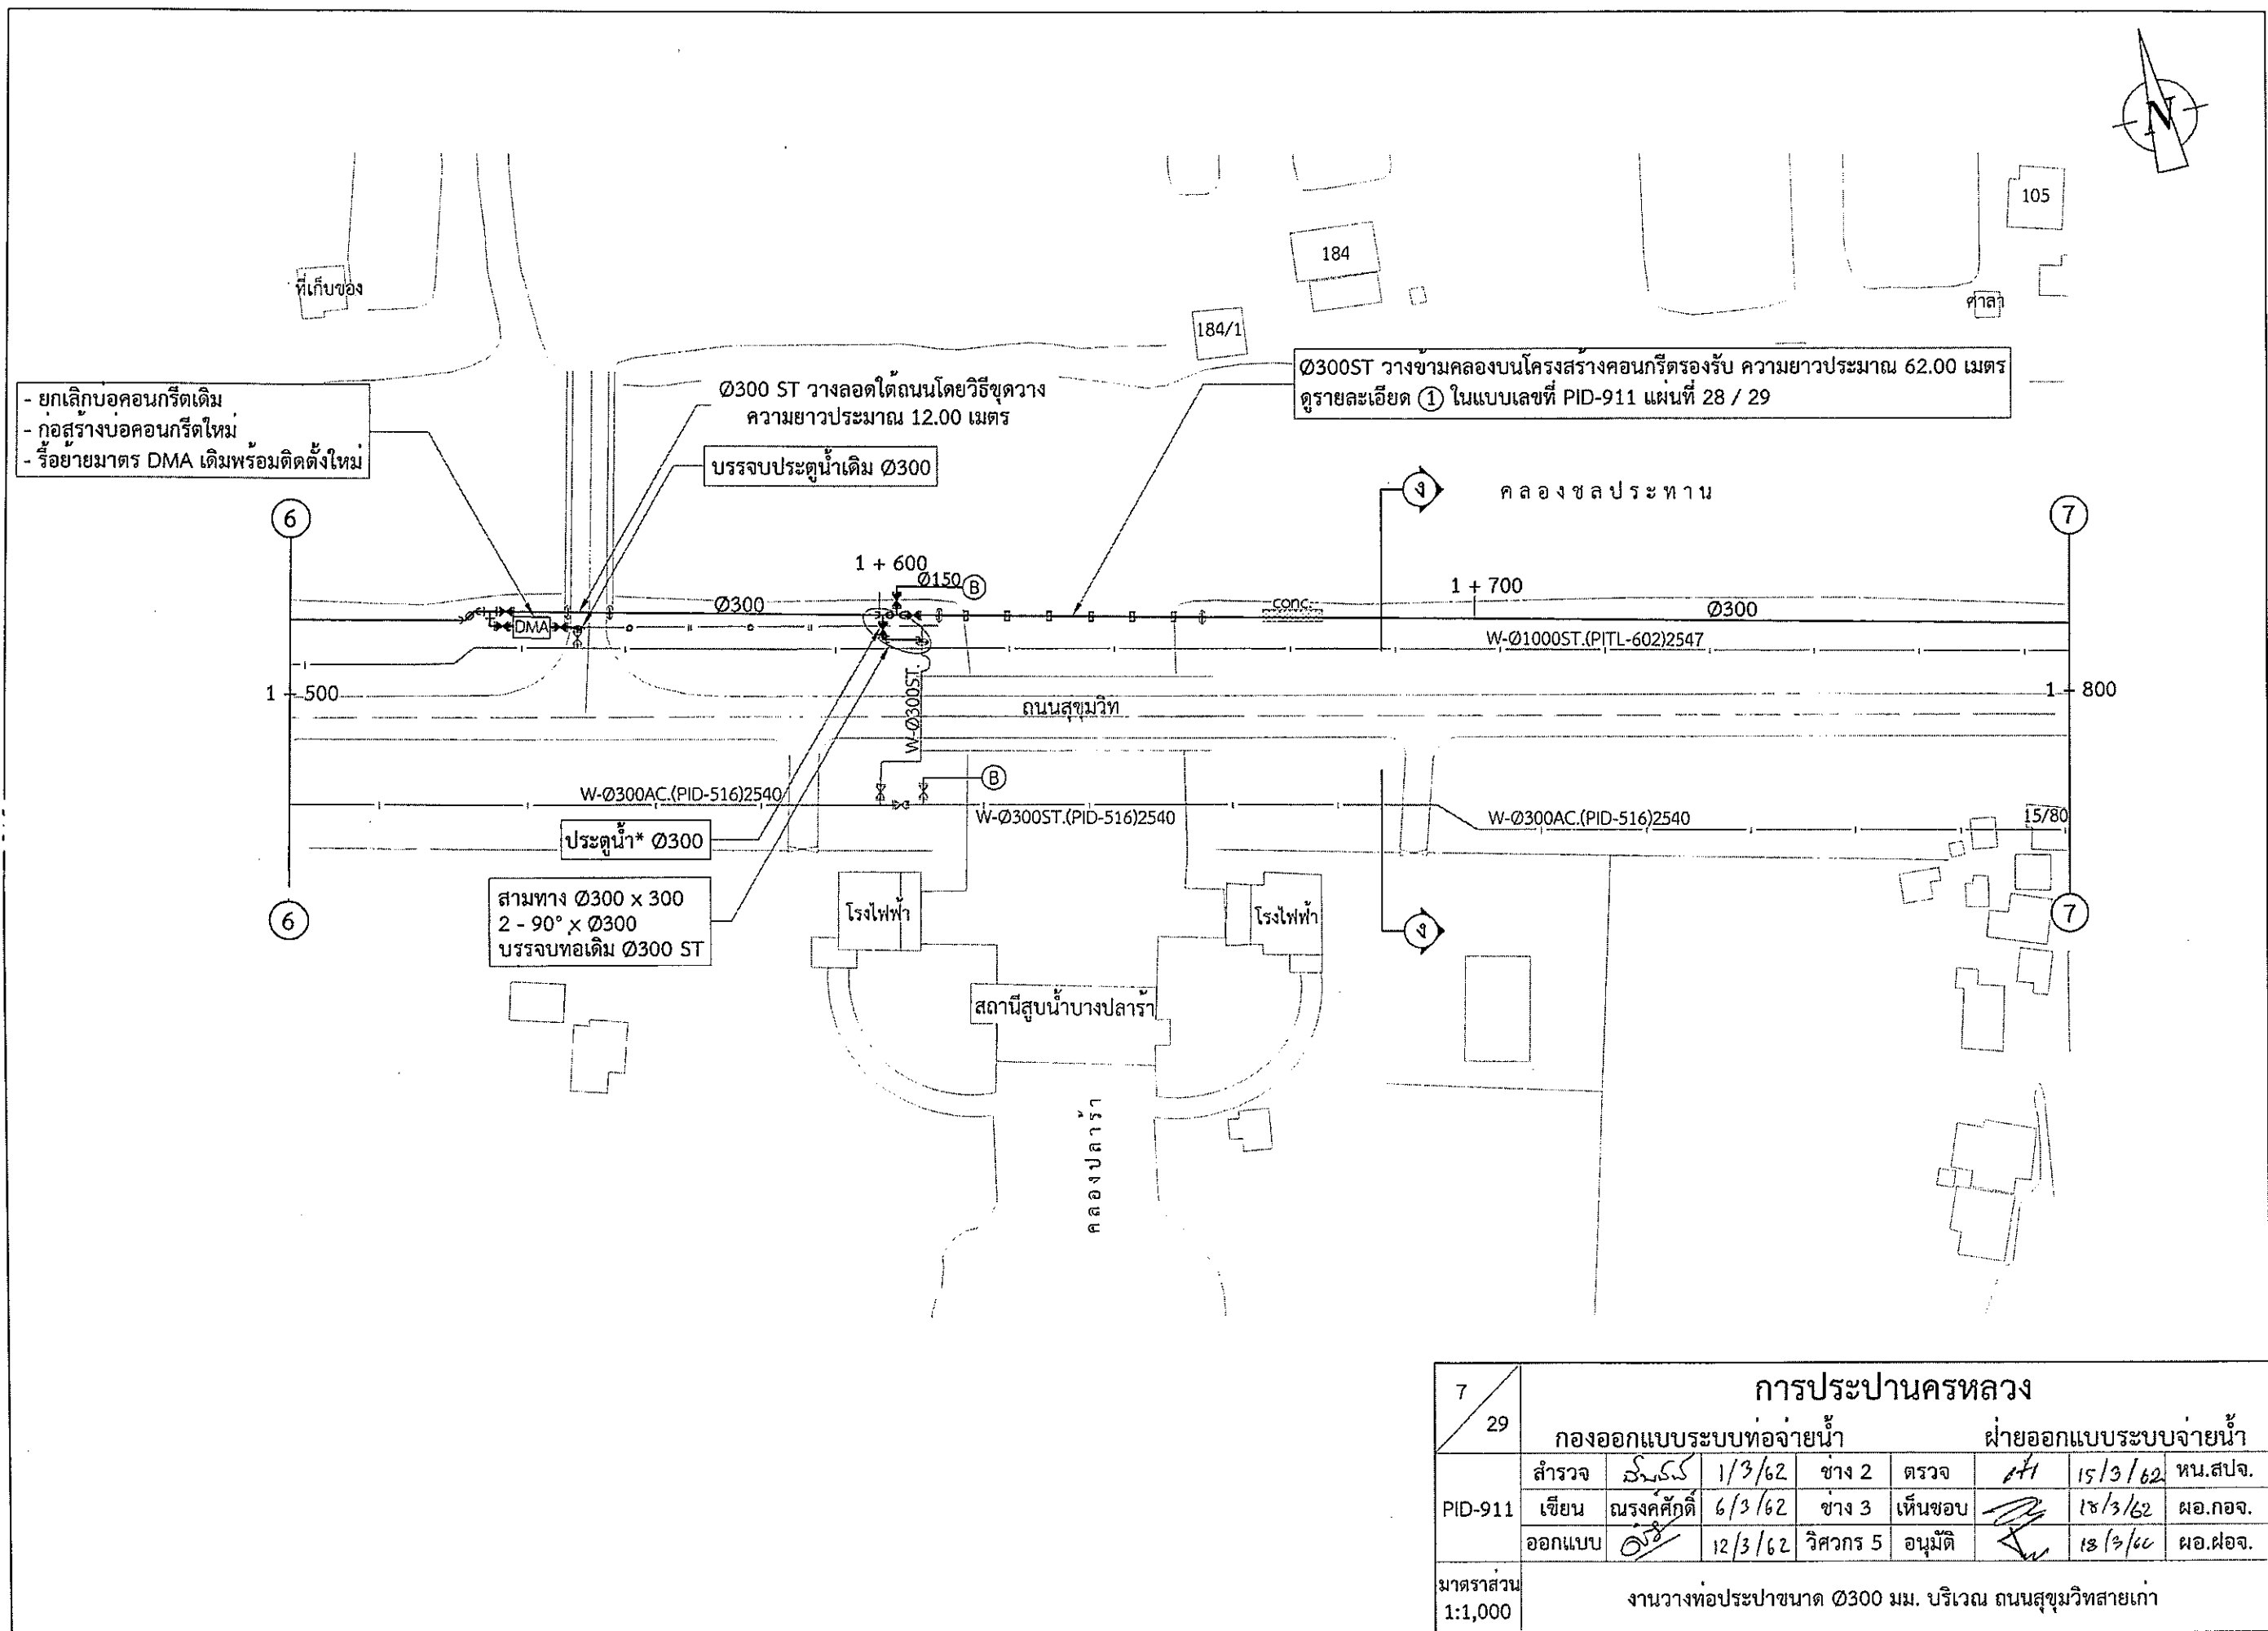 N
105
184
ที่เก็บของ
ศาลา
184/1
- ยกเลิกบ่อคอนกรีตเดิม
- ก่อสร้างบ่อคอนกรีตใหม่
- รื้อย้ายมาตร DMA เดิมพร้อมติดตั้งใหม่
Ø300 ST วางลอดใต้ถนนโดยวิธีขุดวาง
ความยาวประมาณ 12.00 เมตร
Ø300ST วางข้ามคลองบนโครงสร้างคอนกรีตรองรับ ความยาวประมาณ 62.00 เมตร
ดูรายละเอียด ① ในแบบเลขที่ PID-911 แผ่นที่ 28 / 29
บรรจบประตูน้ำเดิม Ø300
ง
คลองชลประทาน
6
7
1 + 600
Ø150
B
1 + 700
Ø300
conc.
Ø300
DMA
W-Ø1000ST.(PITL-602)2547
1 + 500
1 + 800
W-Ø300ST.
ถนนสุขุมวิท
B
W-Ø300AC.(PID-516)2540
W-Ø300ST.(PID-516)2540
W-Ø300AC.(PID-516)2540
15/80
ประตูน้ำ* Ø300
สามทาง Ø300 x 300
2 - 90° x Ø300
บรรจบท่อเดิม Ø300 ST
โรงไฟฟ้า
โรงไฟฟ้า
6
7
ง
สถานีสูบน้ำบางปลาร้า
คลองปลาร้า
7 / 29
การประปานครหลวง
กองออกแบบระบบท่อจ่ายน้ำ ฝ่ายออกแบบระบบจ่ายน้ำ
PID-911
สำรวจ 1/3/62 ช่าง 2 ตรวจ 15/3/62 หน.สปจ.
เขียน ณรงค์ศักดิ์ 6/3/62 ช่าง 3 เห็นชอบ 18/3/62 ผอ.กอจ.
ออกแบบ 12/3/62 วิศวกร 5 อนุมัติ ผอ.ฝอจ.
มาตราส่วน
1:1,000
งานวางท่อประปาขนาด Ø300 มม. บริเวณ ถนนสุขุมวิทสายเก่า